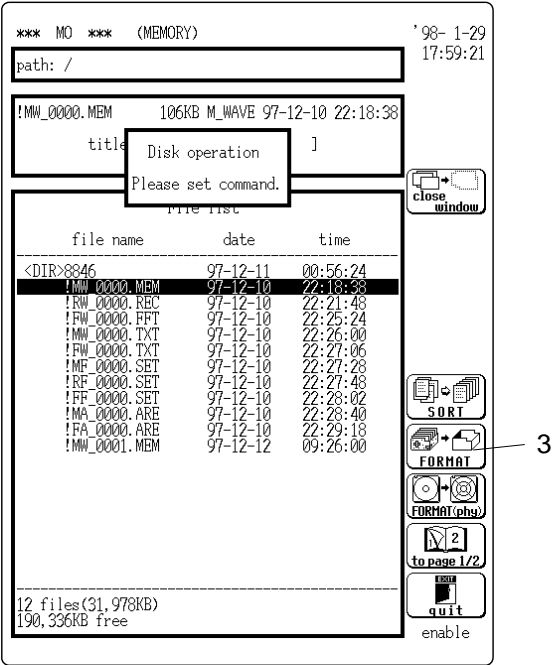 *** MO *** (MEMORY)
'98- 1-29
17:59:21
path: /
!MW_0000.MEM 106KB M_WAVE 97-12-10 22:18:38
title ]
Disk operation
Please set command.
File list
file name date time
<DIR>8846 97-12-11 00:56:24
!MW_0000.MEM 97-12-10 22:18:38
!RW_0000.REC 97-12-10 22:21:48
!FW_0000.FFT 97-12-10 22:25:24
!MW_0000.TXT 97-12-10 22:26:00
!FW_0000.TXT 97-12-10 22:27:06
!MF_0000.SET 97-12-10 22:27:28
!RF_0000.SET 97-12-10 22:27:48
!FF_0000.SET 97-12-10 22:28:02
!MA_0000.ARE 97-12-10 22:28:40
!FA_0000.ARE 97-12-10 22:29:18
!MW_0001.MEM 97-12-12 09:26:00
12 files(31,978KB)
190,336KB free
close
window
SORT
FORMAT
3
FORMAT(phy)
1 2
to page 1/2
EXIT
quit
enable